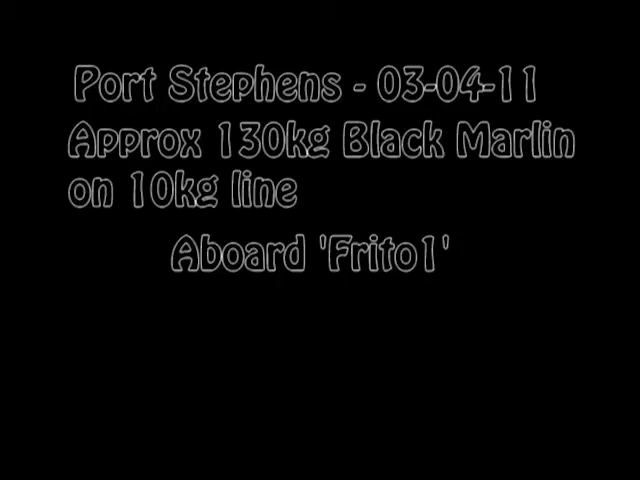 Port Stephens - 03-04-11
Approx 130kg Black Marlin
on 10kg line
Aboard 'Frito1'